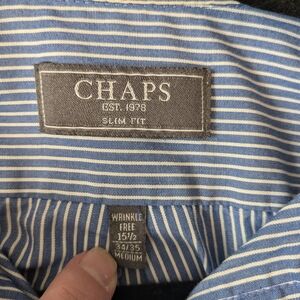 CHAPS
EST. 1978
SLIM FIT
WRINKLE
FREE
15½
34/35
MEDIUM